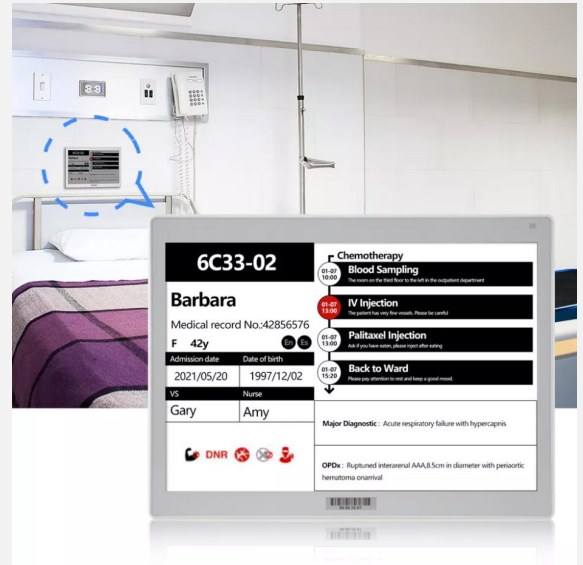 6C33-02
Barbara
Medical record No.:42856576
F 42y En Es
Admission date Date of birth
2021/05/20 1997/12/02
VS Nurse
Gary Amy
DNR
Chemotherapy
01-07 10:00 Blood Sampling
The room on the third floor to the left in the outpatient department
01-07 13:00 IV Injection
The patient has very fine vessels. Please be careful
01-07 13:00 Palitaxel Injection
Ask if you have eaten, please inject after eating
01-07 15:20 Back to Ward
Please pay attention to rest and keep a good mood.
Major Diagnostic : Acute respiratory failure with hypercapnis
OPDx : Ruptuned interarenal AAA,8.5cm in diameter with periaortic
hematoma onarrival